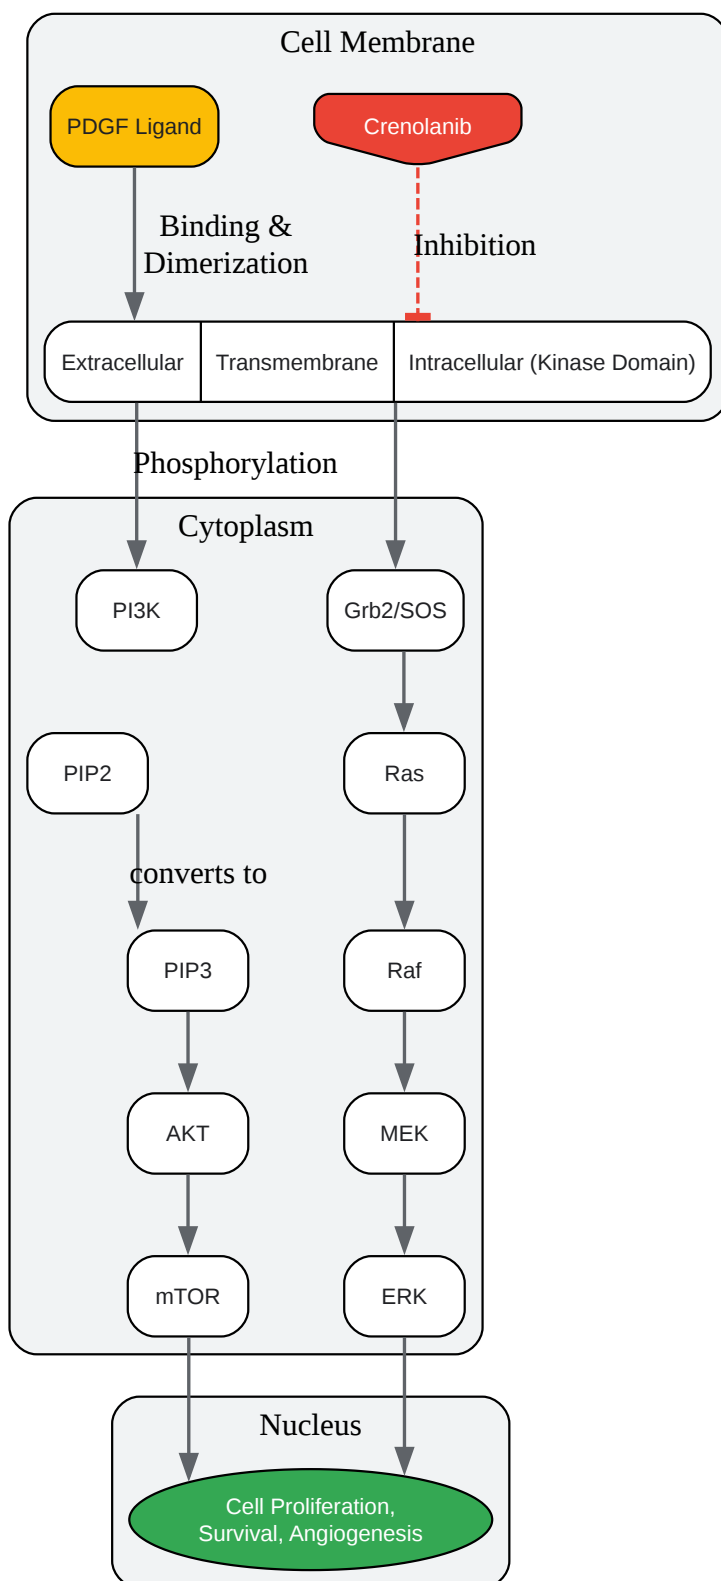 Cell Membrane
PDGF Ligand
Crenolanib
Binding &
Dimerization
Inhibition
Extracellular
Transmembrane
Intracellular (Kinase Domain)
Phosphorylation
Cytoplasm
PI3K
Grb2/SOS
PIP2
Ras
converts to
PIP3
Raf
AKT
MEK
mTOR
ERK
Nucleus
Cell Proliferation,
Survival, Angiogenesis